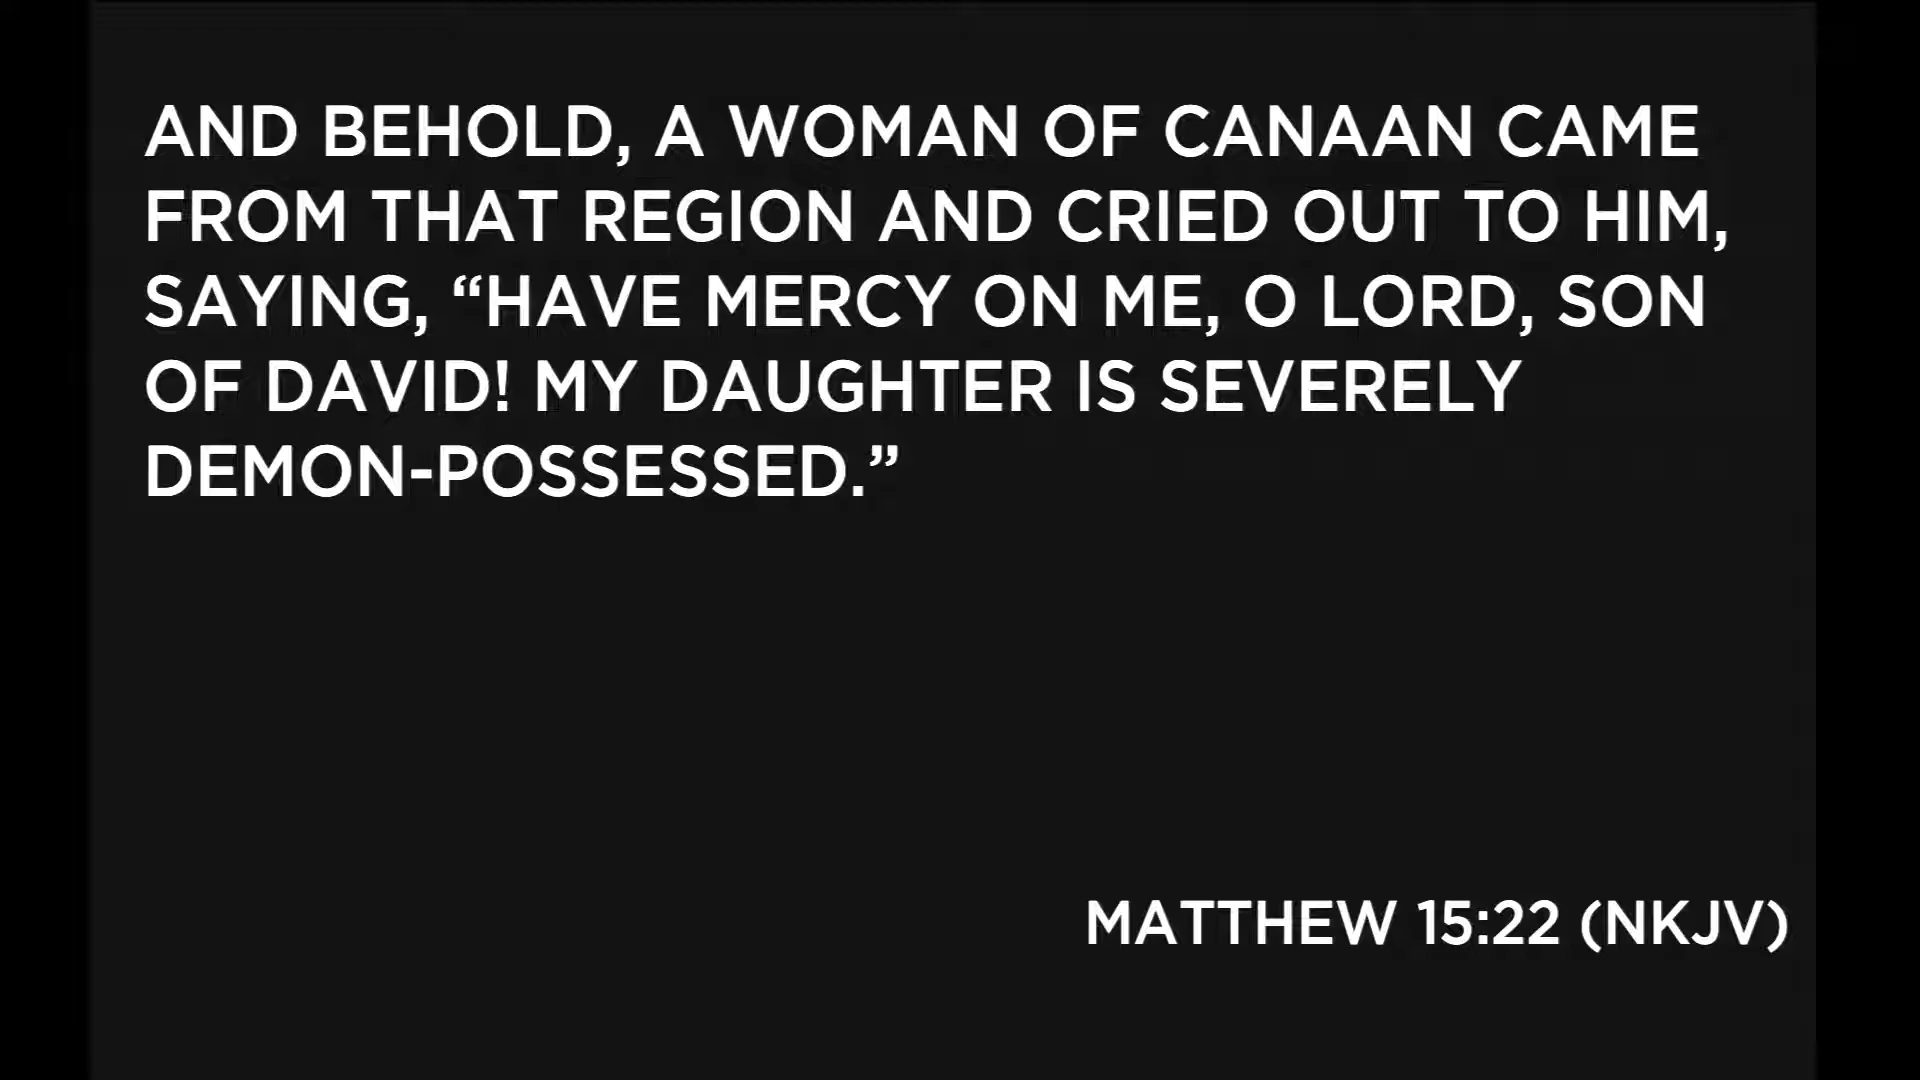 AND BEHOLD, A WOMAN OF CANAAN CAME
FROM THAT REGION AND CRIED OUT TO HIM,
SAYING, “HAVE MERCY ON ME, O LORD, SON
OF DAVID! MY DAUGHTER IS SEVERELY
DEMON-POSSESSED.”
MATTHEW 15:22 (NKJV)